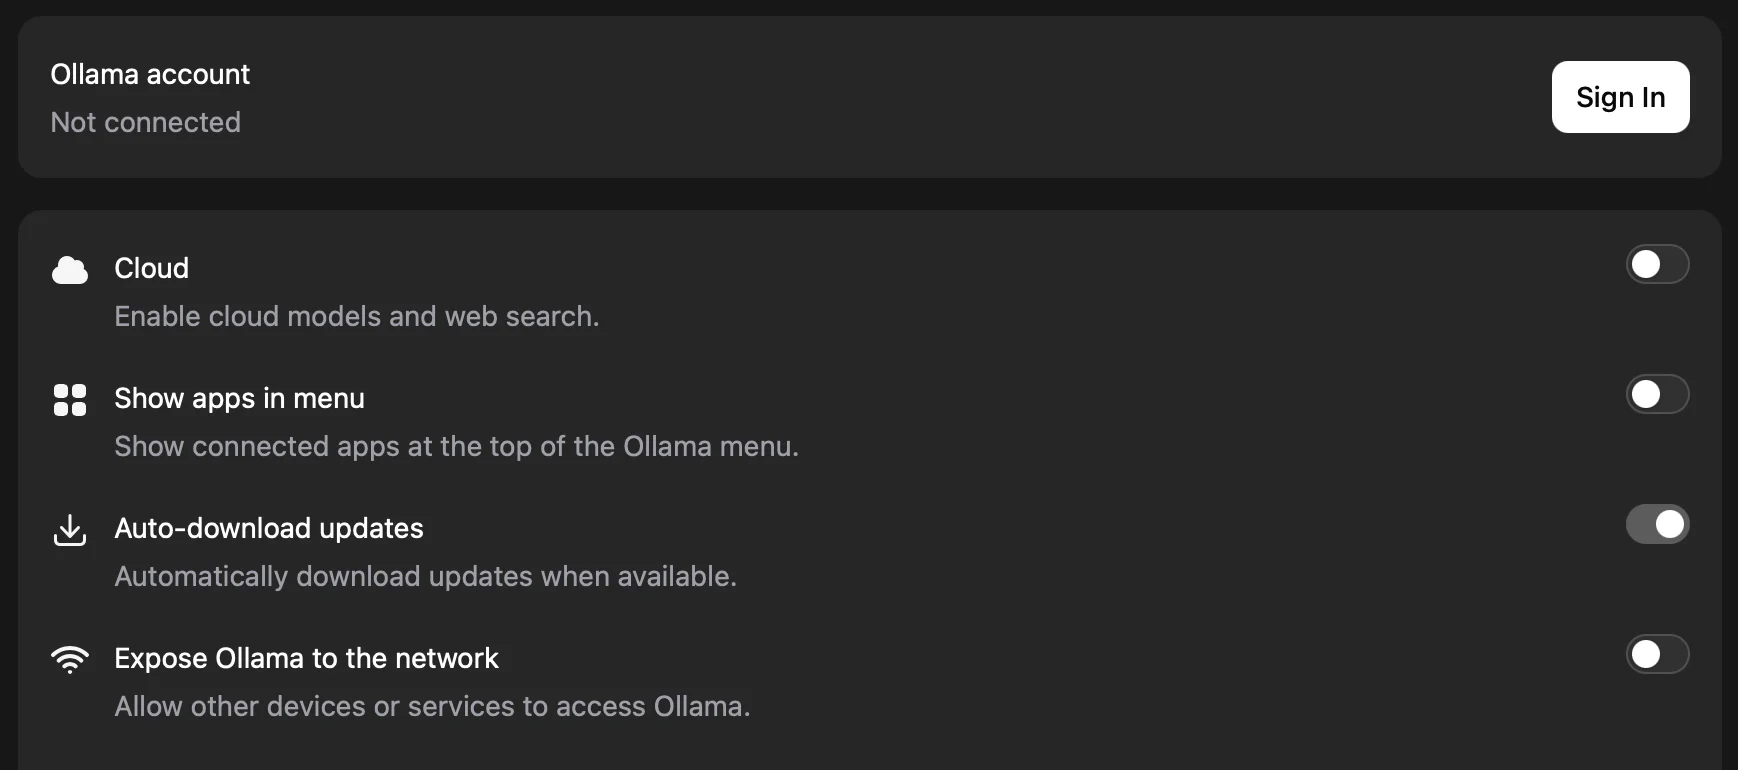 Ollama account
Not connected
Sign In
Cloud
Enable cloud models and web search.
Show apps in menu
Show connected apps at the top of the Ollama menu.
Auto-download updates
Automatically download updates when available.
Expose Ollama to the network
Allow other devices or services to access Ollama.